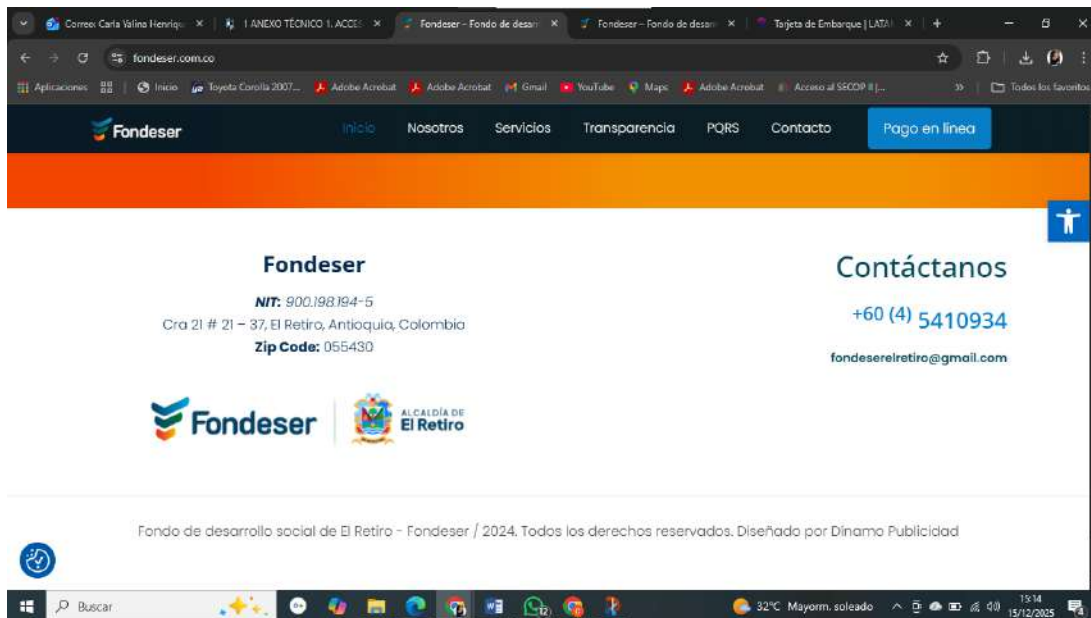 Correo: Carla Yalina Henriqu
1 ANEXO TÉCNICO 1. ACCES
Fondeser – Fondo de desarr
Fondeser – Fondo de desarr
Tarjeta de Embarque | LATA
fondeser.com.co
Aplicaciones
Inicio
Toyota Corolla 2007...
Adobe Acrobat
Adobe Acrobat
Gmail
YouTube
Maps
Adobe Acrobat
Acceso al SECOP II |...
Todos los favoritos
Fondeser
Inicio
Nosotros
Servicios
Transparencia
PQRS
Contacto
Pago en línea
Fondeser
NIT: 900.198.194-5
Cra 21 # 21 – 37, El Retiro, Antioquia, Colombia
Zip Code: 055430
Contáctanos
+60 (4) 5410934
fondesereiretiro@gmail.com
Fondeser
ALCALDÍA DE
El Retiro
Fondo de desarrollo social de El Retiro - Fondeser / 2024. Todos los derechos reservados. Diseñado por Dinamo Publicidad
Buscar
32°C Mayorm. soleado
15:14
15/12/2025